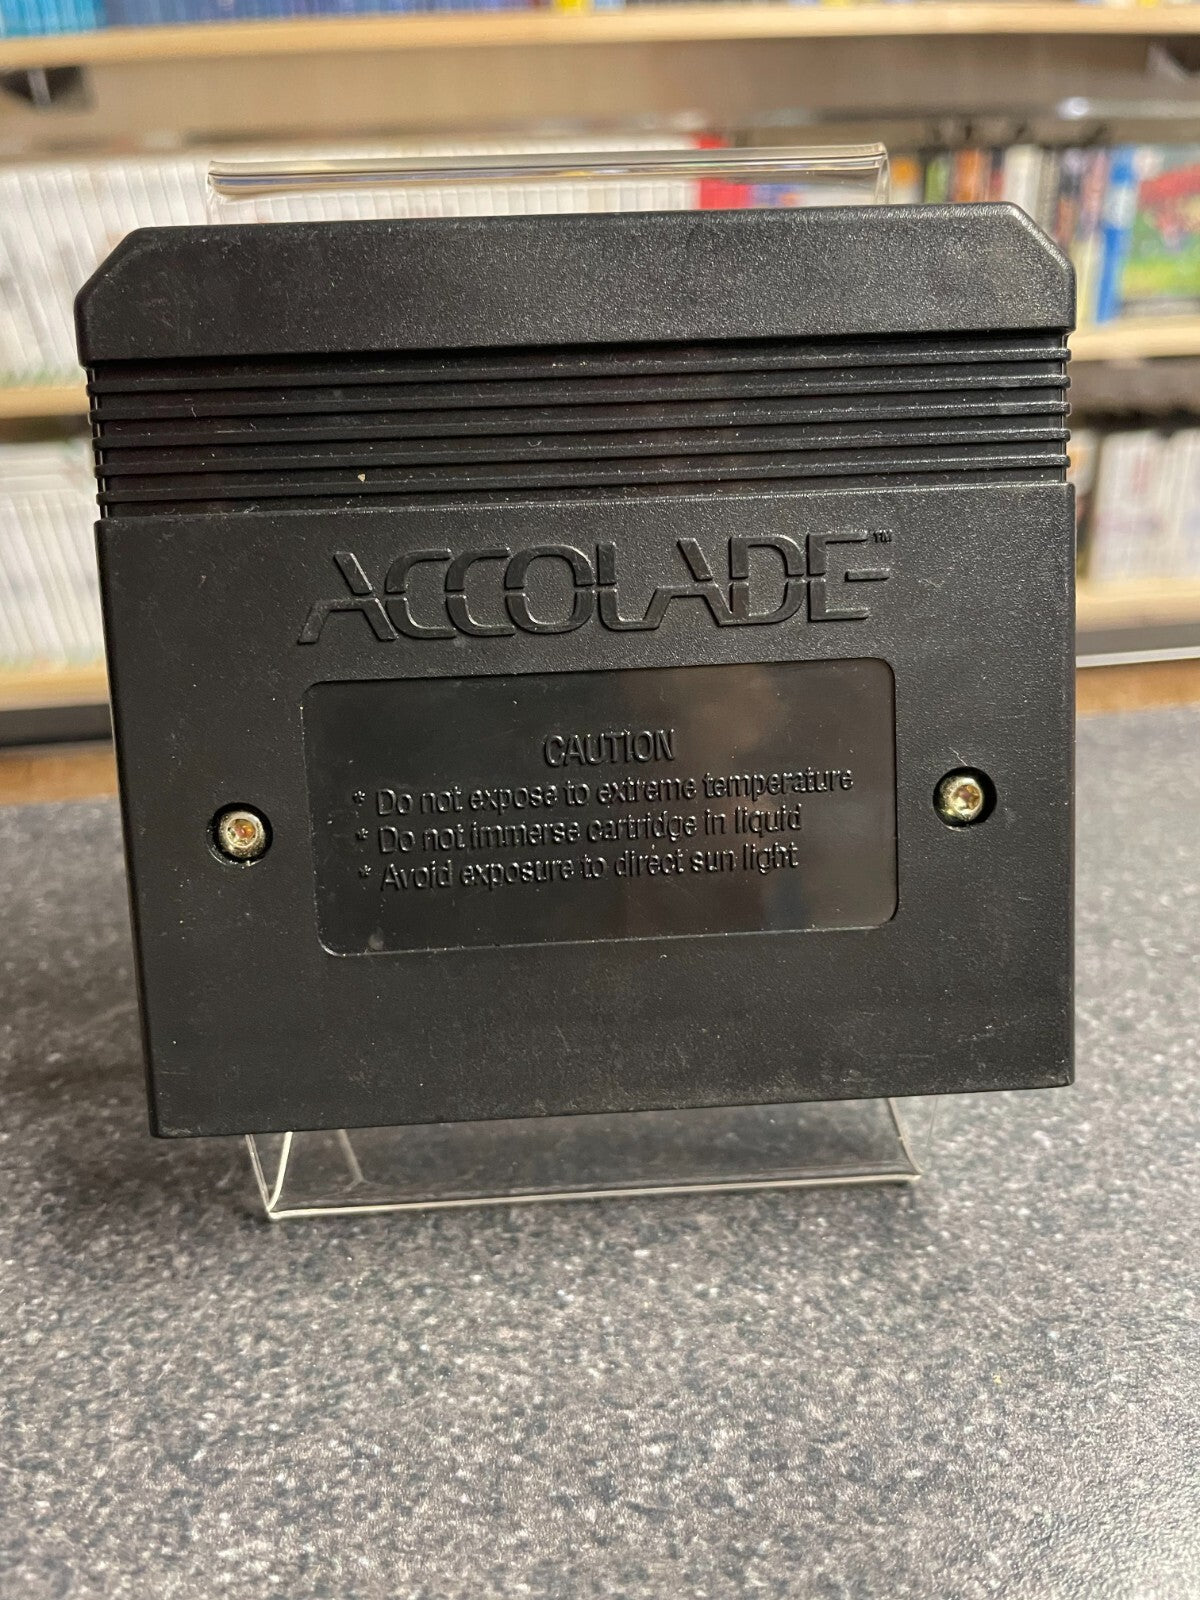 ACCOLADE™
CAUTION
* Do not expose to extreme temperature
* Do not immerse cartridge in liquid
* Avoid exposure to direct sun light